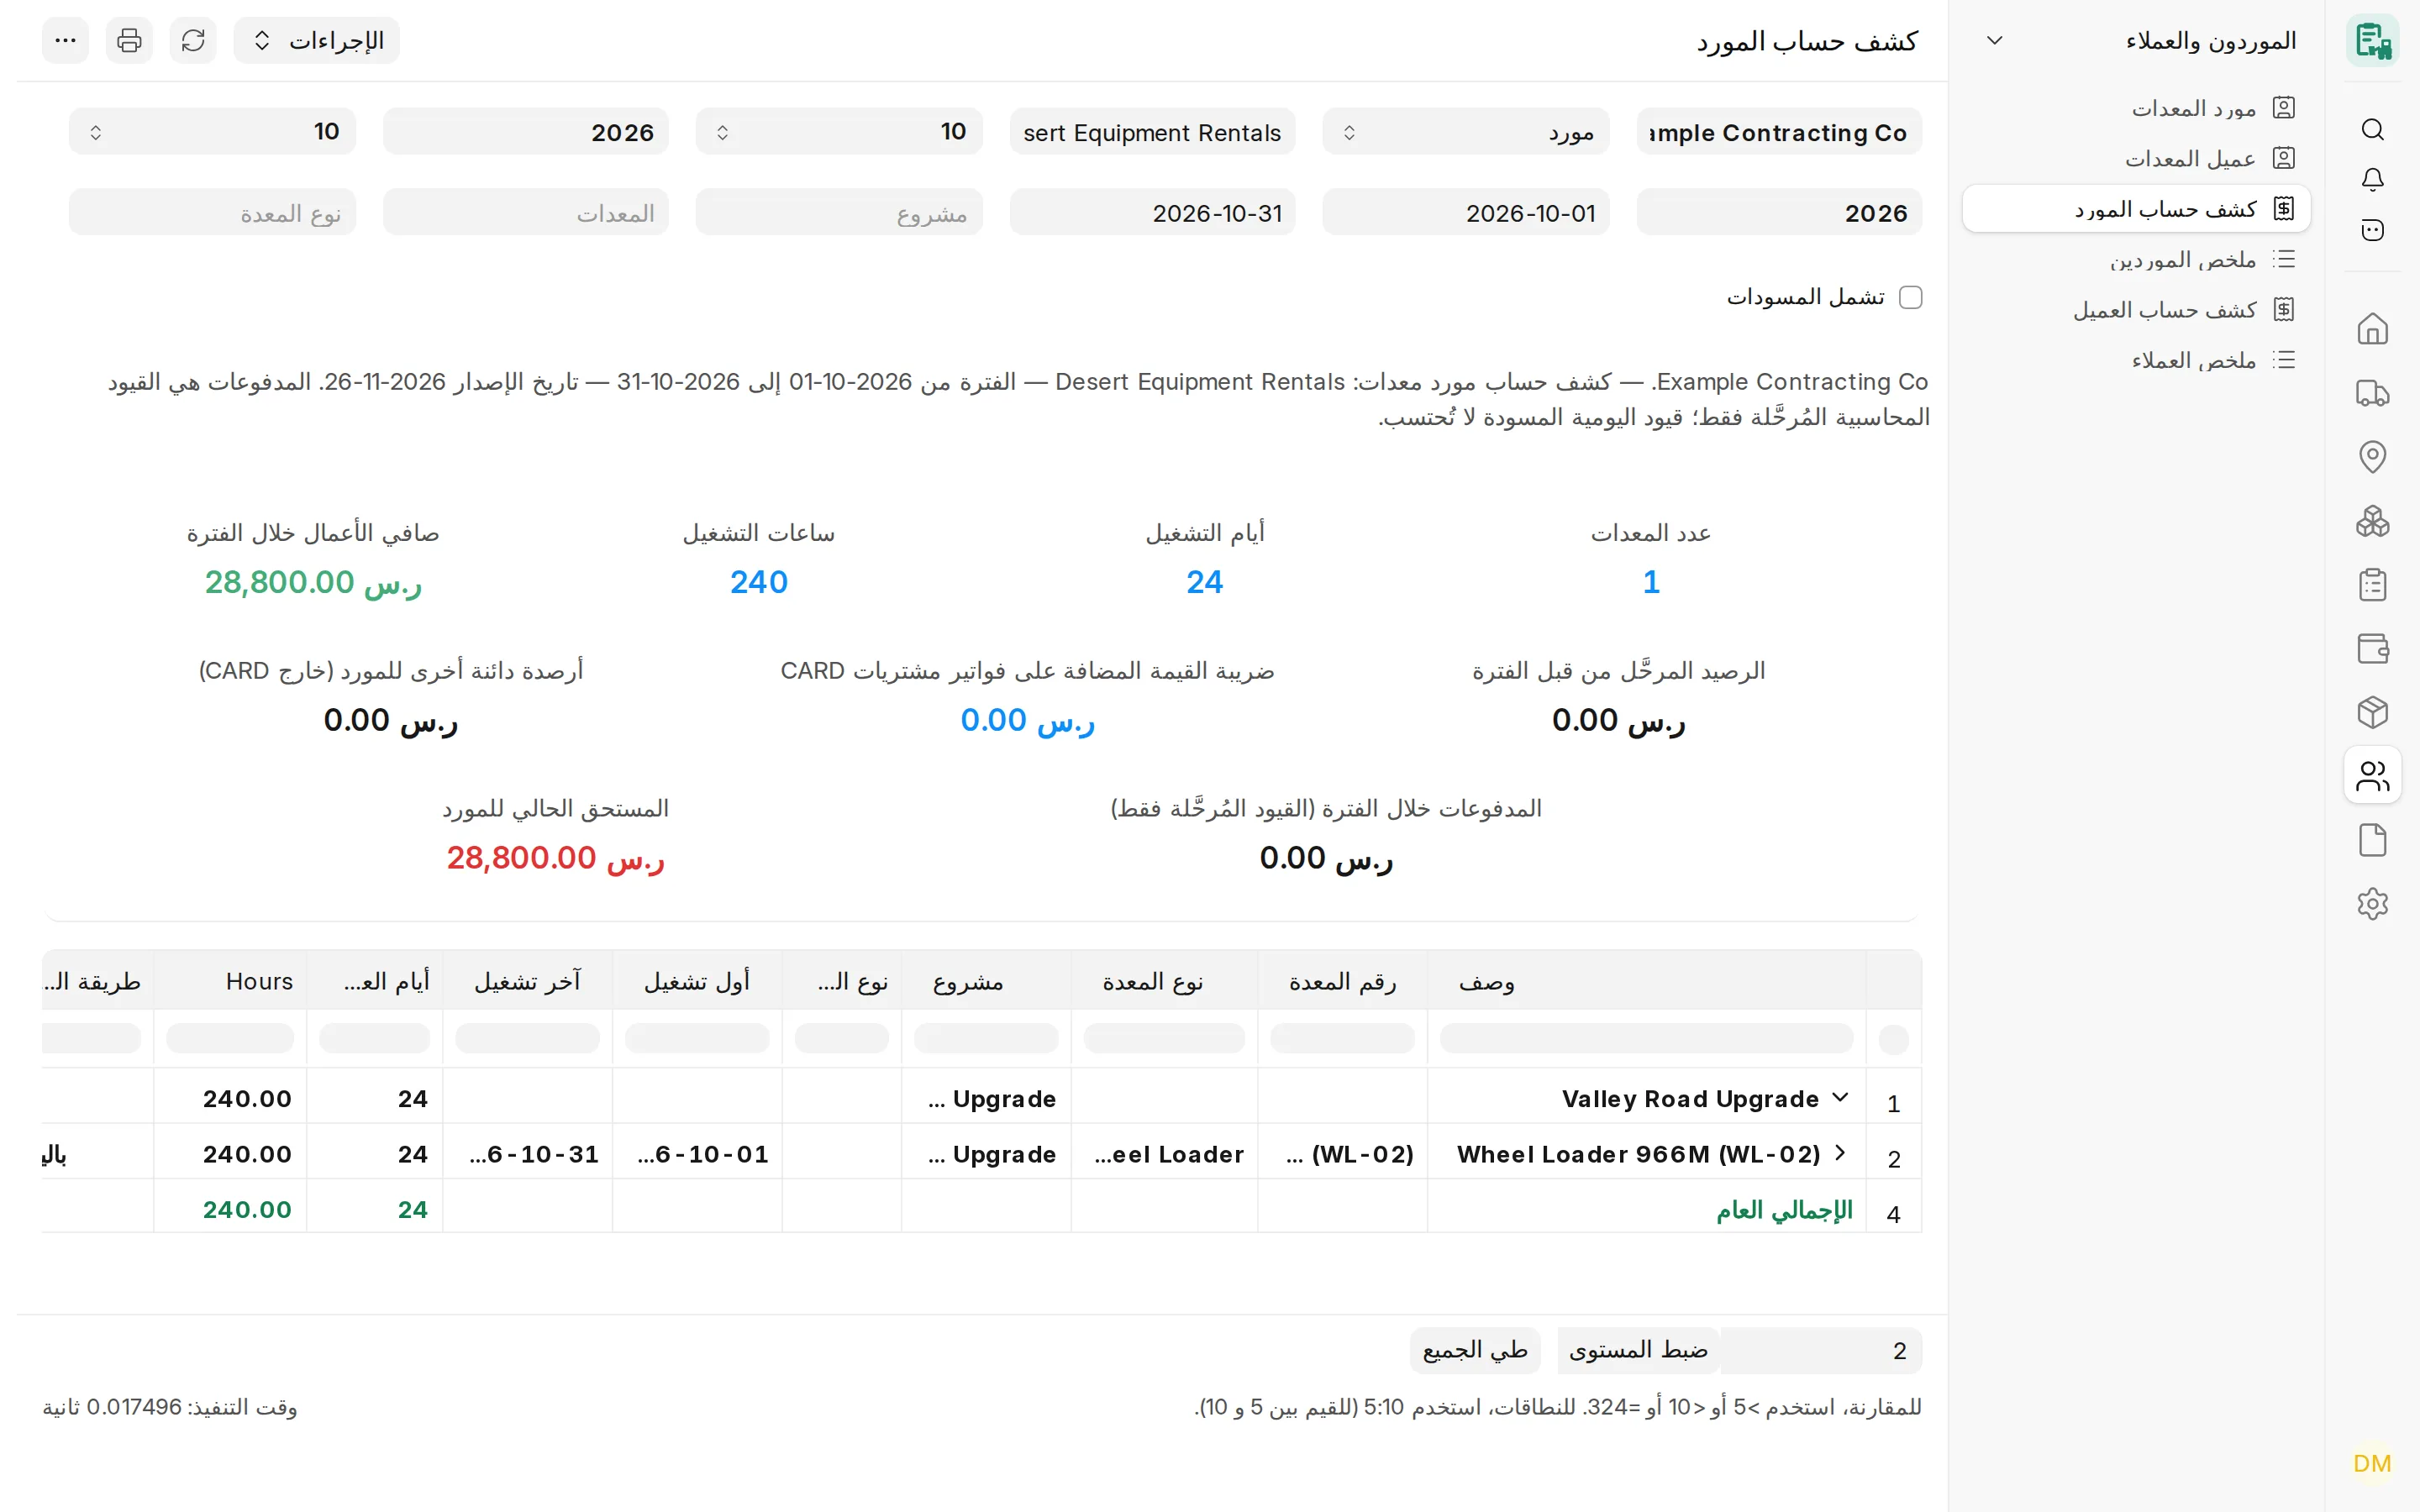 الموردون والعملاء
مورد المعدات
عميل المعدات
كشف حساب المورد
ملخص الموردين
كشف حساب العميل
ملخص العملاء
DM
كشف حساب المورد
الإجراءات
ample Contracting Co
مورد
sert Equipment Rentals
10
2026
10
2026
2026-10-01
2026-10-31
مشروع
المعدات
نوع المعدة
تشمل المسودات
Example Contracting Co. — كشف حساب مورد معدات: Desert Equipment Rentals — الفترة من 2026-10-01 إلى 2026-10-31 — تاريخ الإصدار 2026-11-26. المدفوعات هي القيود
المحاسبية المُرحَّلة فقط؛ قيود اليومية المسودة لا تُحتسب.
عدد المعدات
1
أيام التشغيل
24
ساعات التشغيل
240
صافي الأعمال خلال الفترة
ر.س 28,800.00
الرصيد المرحَّل من قبل الفترة
ر.س 0.00
ضريبة القيمة المضافة على فواتير مشتريات CARD
ر.س 0.00
أرصدة دائنة أخرى للمورد (خارج CARD)
ر.س 0.00
المدفوعات خلال الفترة (القيود المُرحَّلة فقط)
ر.س 0.00
المستحق الحالي للمورد
ر.س 28,800.00
وصف رقم المعدة نوع المعدة مشروع نوع الـ... أول تشغيل آخر تشغيل أيام العـ... Hours طريقة الـ...
1 Valley Road Upgrade Upgrade ... 24 240.00
2 Wheel Loader 966M (WL-02) (WL-02) ... eel Loader... Upgrade ... 6-10-01... 6-10-31... 24 240.00
4 الإجمالي العام 24 240.00
2 ضبط المستوى طي الجميع
للمقارنة، استخدم >5 أو <10 أو =324. للنطاقات، استخدم 5:10 (للقيم بين 5 و 10).
وقت التنفيذ: 0.017496 ثانية